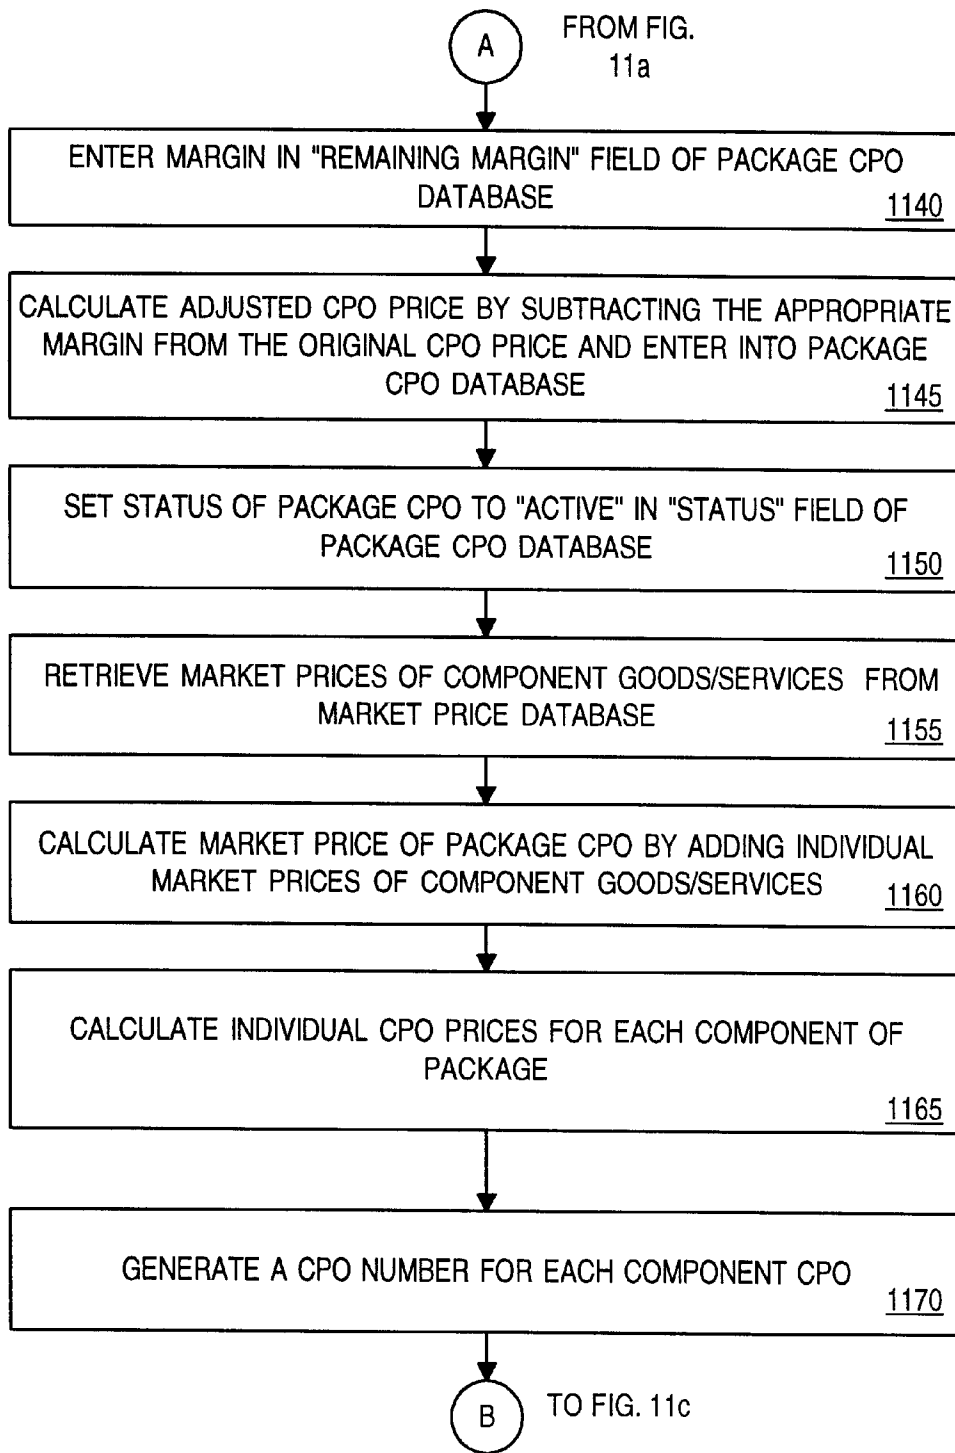 A
FROM FIG.
11a
ENTER MARGIN IN "REMAINING MARGIN" FIELD OF PACKAGE CPO
DATABASE
1140
CALCULATE ADJUSTED CPO PRICE BY SUBTRACTING THE APPROPRIATE
MARGIN FROM THE ORIGINAL CPO PRICE AND ENTER INTO PACKAGE
CPO DATABASE
1145
SET STATUS OF PACKAGE CPO TO "ACTIVE" IN "STATUS" FIELD OF
PACKAGE CPO DATABASE
1150
RETRIEVE MARKET PRICES OF COMPONENT GOODS/SERVICES FROM
MARKET PRICE DATABASE
1155
CALCULATE MARKET PRICE OF PACKAGE CPO BY ADDING INDIVIDUAL
MARKET PRICES OF COMPONENT GOODS/SERVICES
1160
CALCULATE INDIVIDUAL CPO PRICES FOR EACH COMPONENT OF
PACKAGE
1165
GENERATE A CPO NUMBER FOR EACH COMPONENT CPO
1170
B
TO FIG. 11c